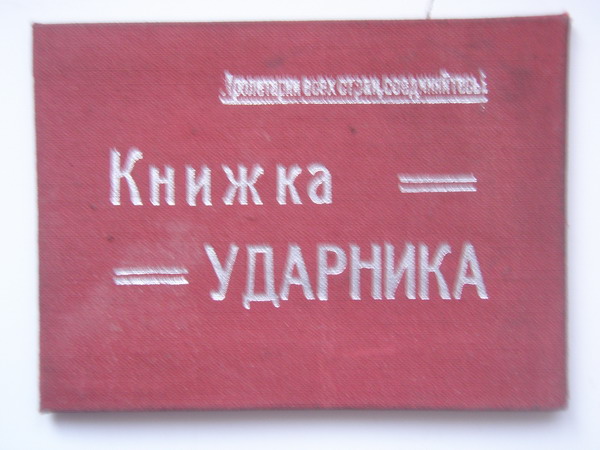 Пролетарии всех стран, соединяйтесь!
Книжка
УДАРНИКА